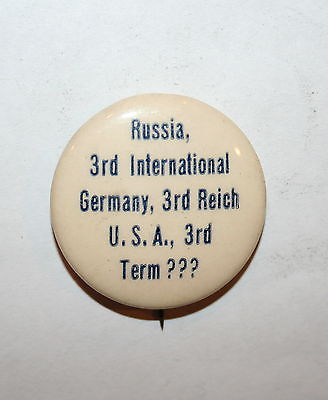 Russia,
3rd International
Germany, 3rd Reich
U.S.A., 3rd
Term ???